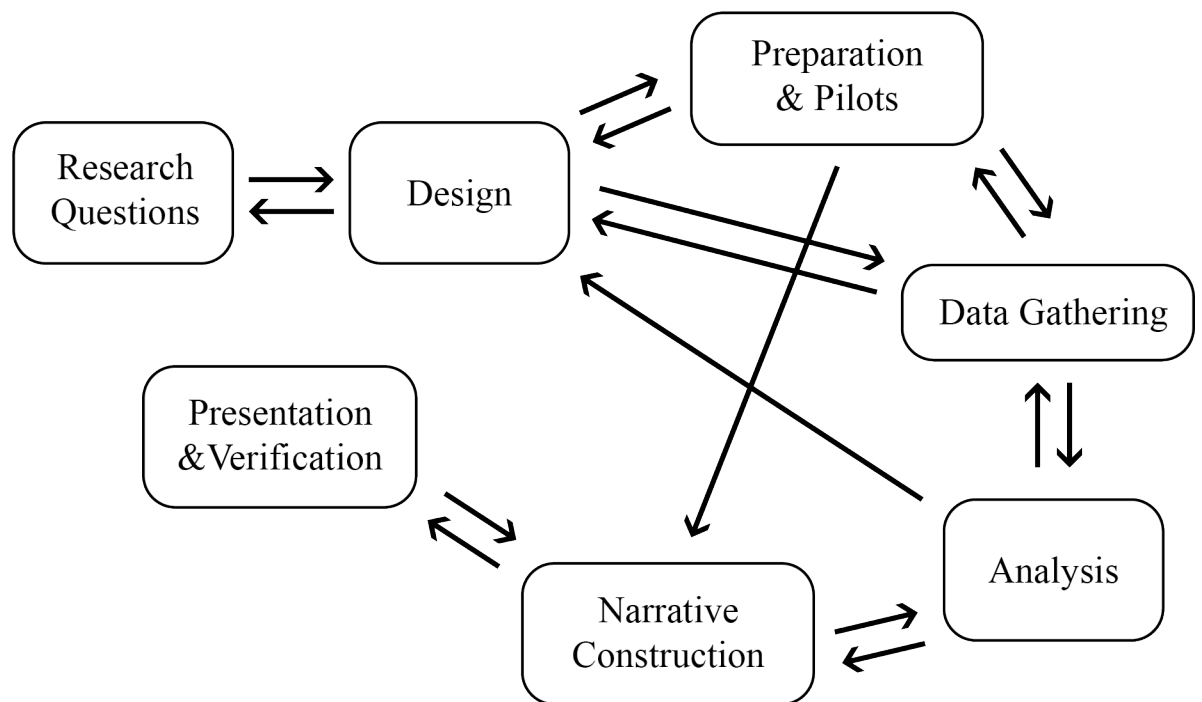 Preparation
& Pilots
Research
Questions
Design
Data Gathering
Presentation
&Verification
Analysis
Narrative
Construction